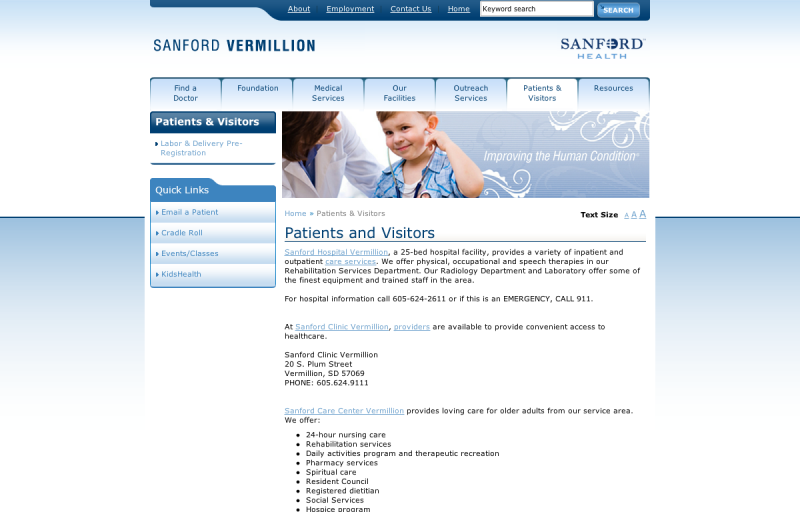 About Employment Contact Us Home Keyword search SEARCH
SANFORD VERMILLION
SANFORD
HEALTH
Find a Doctor
Foundation
Medical Services
Our Facilities
Outreach Services
Patients & Visitors
Resources
Patients & Visitors
Labor & Delivery Pre-
Registration
Quick Links
Email a Patient
Cradle Roll
Events/Classes
KidsHealth
Improving the Human Condition
Home » Patients & Visitors
Text Size A A A
Patients and Visitors
Sanford Hospital Vermillion, a 25-bed hospital facility, provides a variety of inpatient and
outpatient care services. We offer physical, occupational and speech therapies in our
Rehabilitation Services Department. Our Radiology Department and Laboratory offer some of
the finest equipment and trained staff in the area.
For hospital information call 605-624-2611 or if this is an EMERGENCY, CALL 911.
At Sanford Clinic Vermillion, providers are available to provide convenient access to
healthcare.
Sanford Clinic Vermillion
20 S. Plum Street
Vermillion, SD 57069
PHONE: 605.624.9111
Sanford Care Center Vermillion provides loving care for older adults from our service area.
We offer:
24-hour nursing care
Rehabilitation services
Daily activities program and therapeutic recreation
Pharmacy services
Spiritual care
Resident Council
Registered dietitian
Social Services
Hospice program